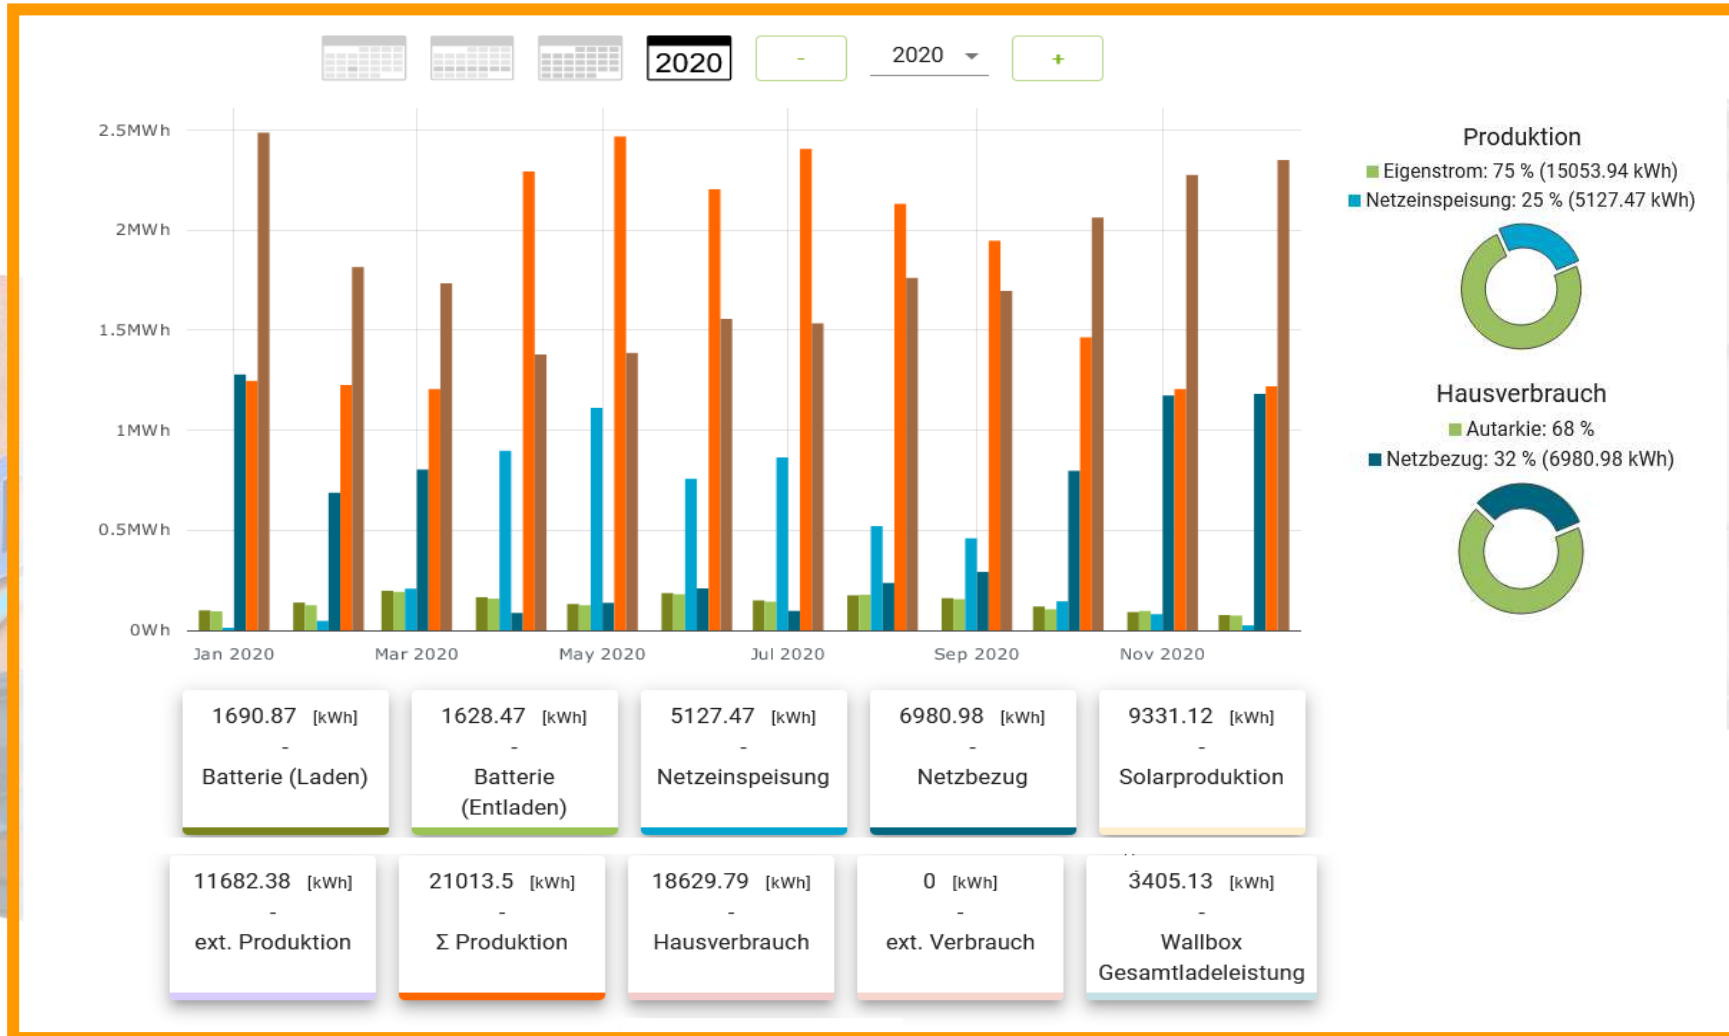 2020
-
2020
+
2.5MWh
2MWh
1.5MWh
1MWh
0.5MWh
0Wh
Jan 2020
Mar 2020
May 2020
Jul 2020
Sep 2020
Nov 2020
Produktion
Eigenstrom: 75 % (15053.94 kWh)
Netzeinspeisung: 25 % (5127.47 kWh)
Hausverbrauch
Autarkie: 68 %
Netzbezug: 32 % (6980.98 kWh)
1690.87 [kWh]
-
Batterie (Laden)
1628.47 [kWh]
-
Batterie
(Entladen)
5127.47 [kWh]
-
Netzeinspeisung
6980.98 [kWh]
-
Netzbezug
9331.12 [kWh]
-
Solarproduktion
11682.38 [kWh]
-
ext. Produktion
21013.5 [kWh]
-
Σ Produktion
18629.79 [kWh]
-
Hausverbrauch
0 [kWh]
-
ext. Verbrauch
3405.13 [kWh]
-
Wallbox
Gesamtladeleistung